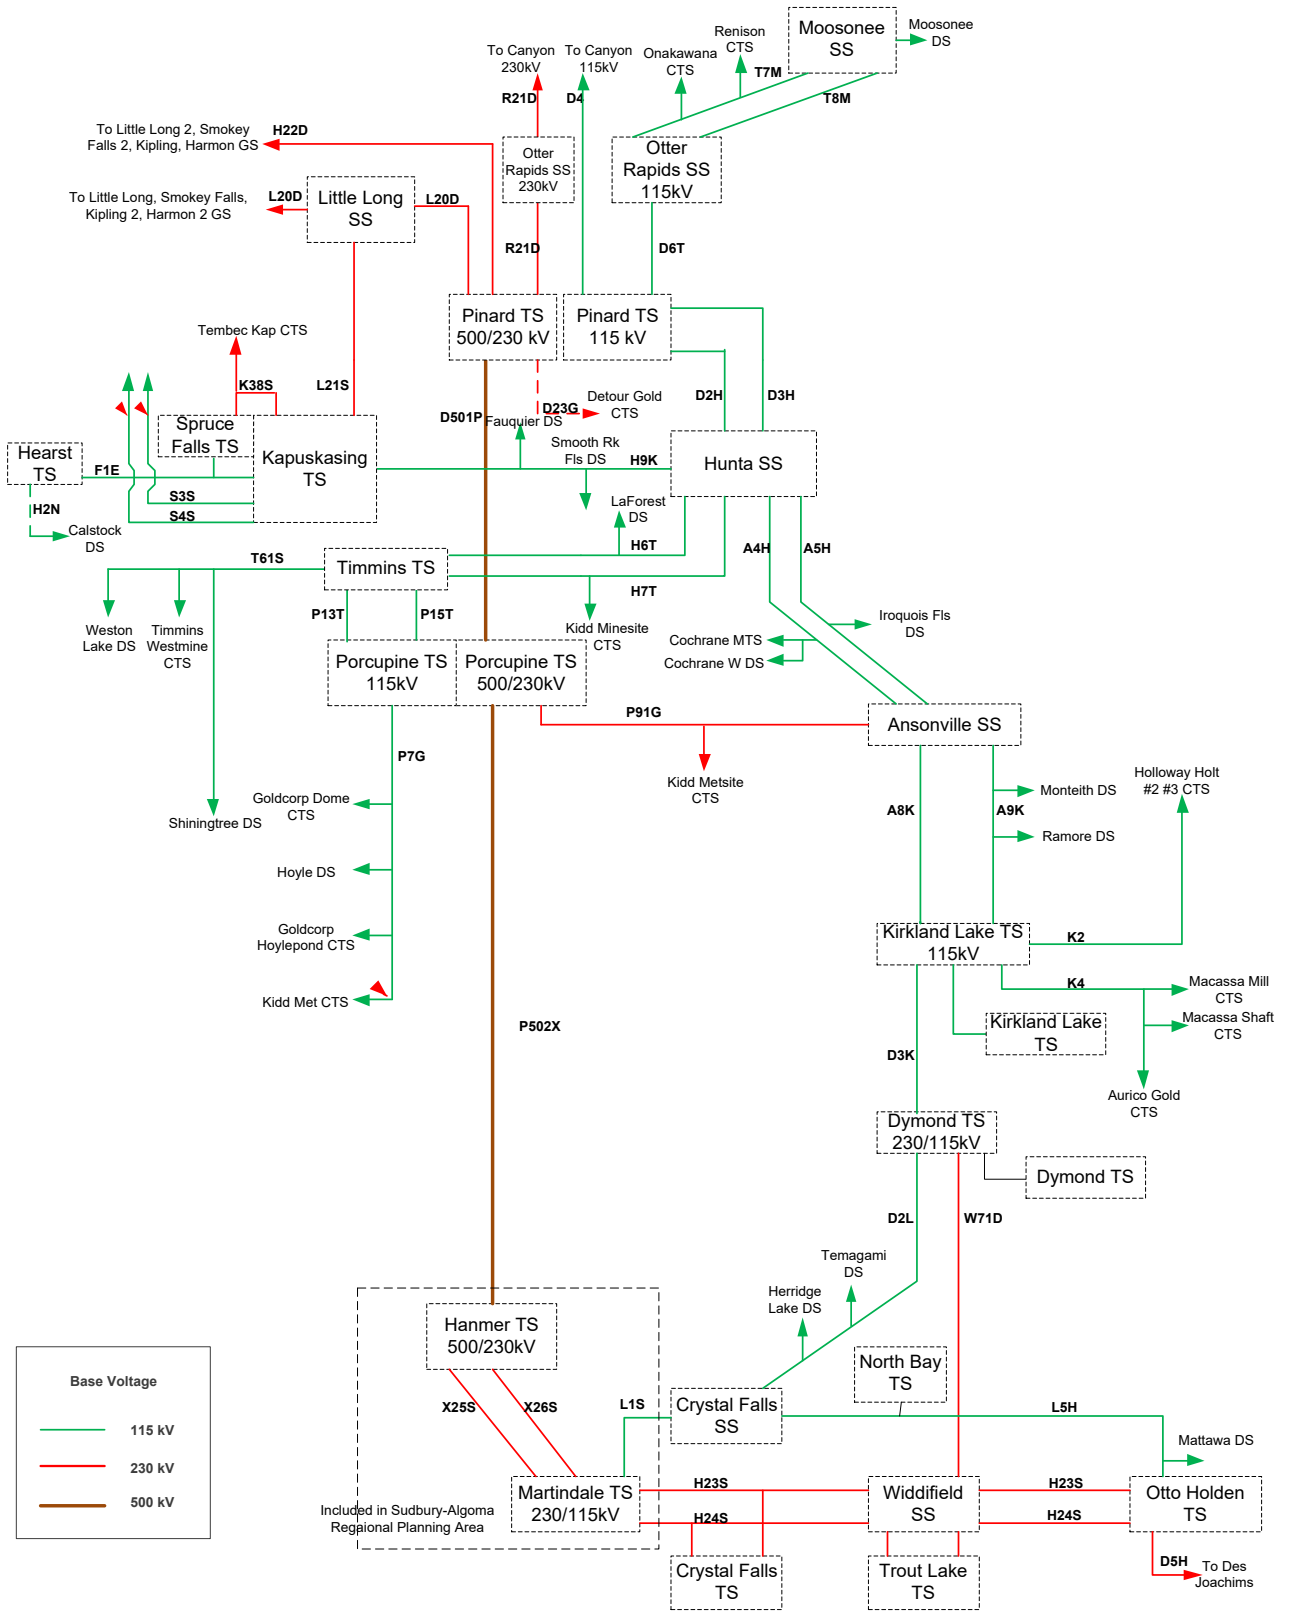 Moosonee
SS
Moosonee
DS
Renison
CTS
Onakawana
CTS
To Canyon
230kV
To Canyon
115kV
T7M
T8M
R21D
D4
H22D
To Little Long 2, Smokey
Falls 2, Kipling, Harmon GS
Otter
Rapids SS
230kV
Otter
Rapids SS
115kV
To Little Long, Smokey Falls,
Kipling 2, Harmon 2 GS
L20D
Little Long
SS
L20D
R21D
D6T
Pinard TS
500/230 kV
Pinard TS
115 kV
Tembec Kap CTS
K38S
L21S
D2H
D3H
D501P
D23G
Detour Gold
CTS
Fauquier DS
Smooth Rk
Fls DS
H9K
Hunta SS
Spruce
Falls TS
Kapuskasing
TS
Hearst
TS
F1E
S3S
S4S
H2N
Calstock
DS
LaForest
DS
H6T
A4H
A5H
T61S
Timmins TS
H7T
P13T
P15T
Kidd Minesite
CTS
Weston
Lake DS
Timmins
Westmine
CTS
Iroquois Fls
DS
Cochrane MTS
Cochrane W DS
Porcupine TS
115kV
Porcupine TS
500/230kV
P91G
Ansonville SS
P7G
Kidd Metsite
CTS
Goldcorp Dome
CTS
Shiningtree DS
Monteith DS
A8K
A9K
Ramore DS
Holloway Holt
#2 #3 CTS
Hoyle DS
Goldcorp
Hoylepond CTS
Kidd Met CTS
Kirkland Lake TS
115kV
K2
K4
Macassa Mill
CTS
Macassa Shaft
CTS
Kirkland Lake
TS
P502X
D3K
Aurico Gold
CTS
Dymond TS
230/115kV
Dymond TS
D2L
W71D
Temagami
DS
Herridge
Lake DS
Hanmer TS
500/230kV
North Bay
TS
X25S
X26S
L1S
Crystal Falls
SS
L5H
Mattawa DS
Base Voltage
115 kV
230 kV
500 kV
Included in Sudbury-Algoma
Regaional Planning Area
Martindale TS
230/115kV
H23S
H24S
Widdifield
SS
H23S
H24S
Otto Holden
TS
Crystal Falls
TS
Trout Lake
TS
D5H
To Des
Joachims